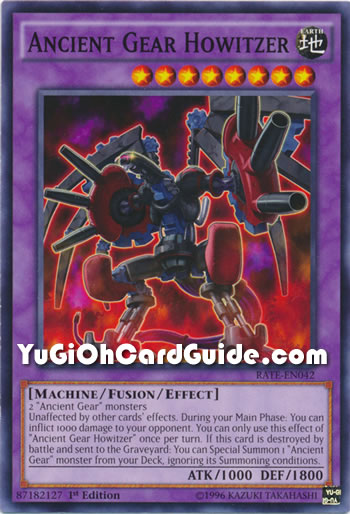 ANCIENT GEAR HOWITZER
EARTH
地
YuGiOhCardGuide.com
RATE-EN042
[MACHINE/FUSION/EFFECT]
2 "Ancient Gear" monsters
Unaffected by other cards' effects. During your Main Phase: You can
inflict 1000 damage to your opponent. You can only use this effect of
"Ancient Gear Howitzer" once per turn. If this card is destroyed by
battle and sent to the Graveyard: You can Special Summon 1 "Ancient
Gear" monster from your Deck, ignoring its Summoning conditions.
ATK/1000 DEF/1800
87182127 1st Edition ©1996 KAZUKI TAKAHASHI